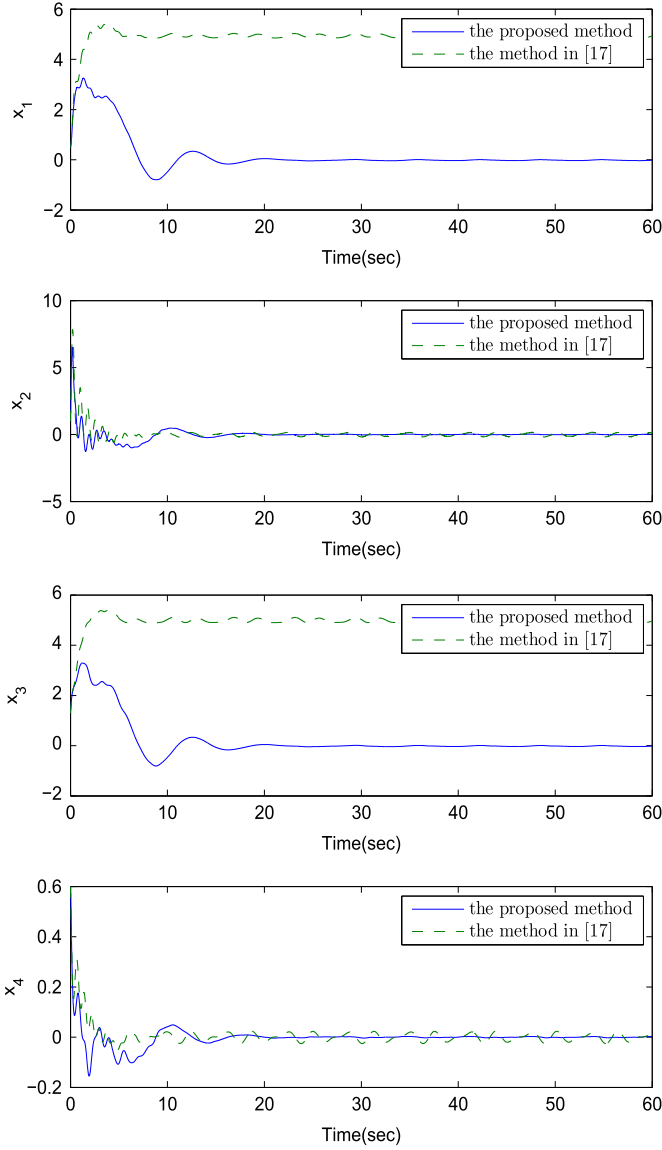 6
4
2
0
−2
x1
the proposed method
the method in [17]
0 10 20 30 40 50 60
Time(sec)
10
5
0
−5
x2
the proposed method
the method in [17]
0 10 20 30 40 50 60
Time(sec)
6
4
2
0
−2
x3
the proposed method
the method in [17]
0 10 20 30 40 50 60
Time(sec)
0.6
0.4
0.2
0
−0.2
x4
the proposed method
the method in [17]
0 10 20 30 40 50 60
Time(sec)